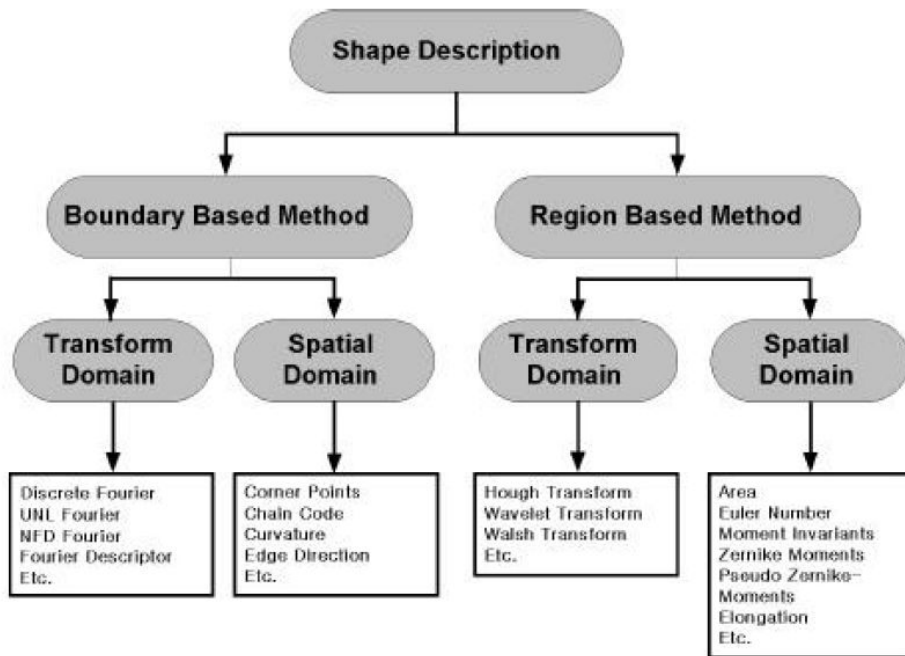 Shape Description
Boundary Based Method
Region Based Method
Transform
Domain
Spatial
Domain
Transform
Domain
Spatial
Domain
Discrete Fourier
UNL Fourier
NFD Fourier
Fourier Descriptor
Etc.
Corner Points
Chain Code
Curvature
Edge Direction
Etc.
Hough Transform
Wavelet Transform
Walsh Transform
Etc.
Area
Euler Number
Moment Invariants
Zernike Moments
Pseudo Zernike-
Moments
Elongation
Etc.